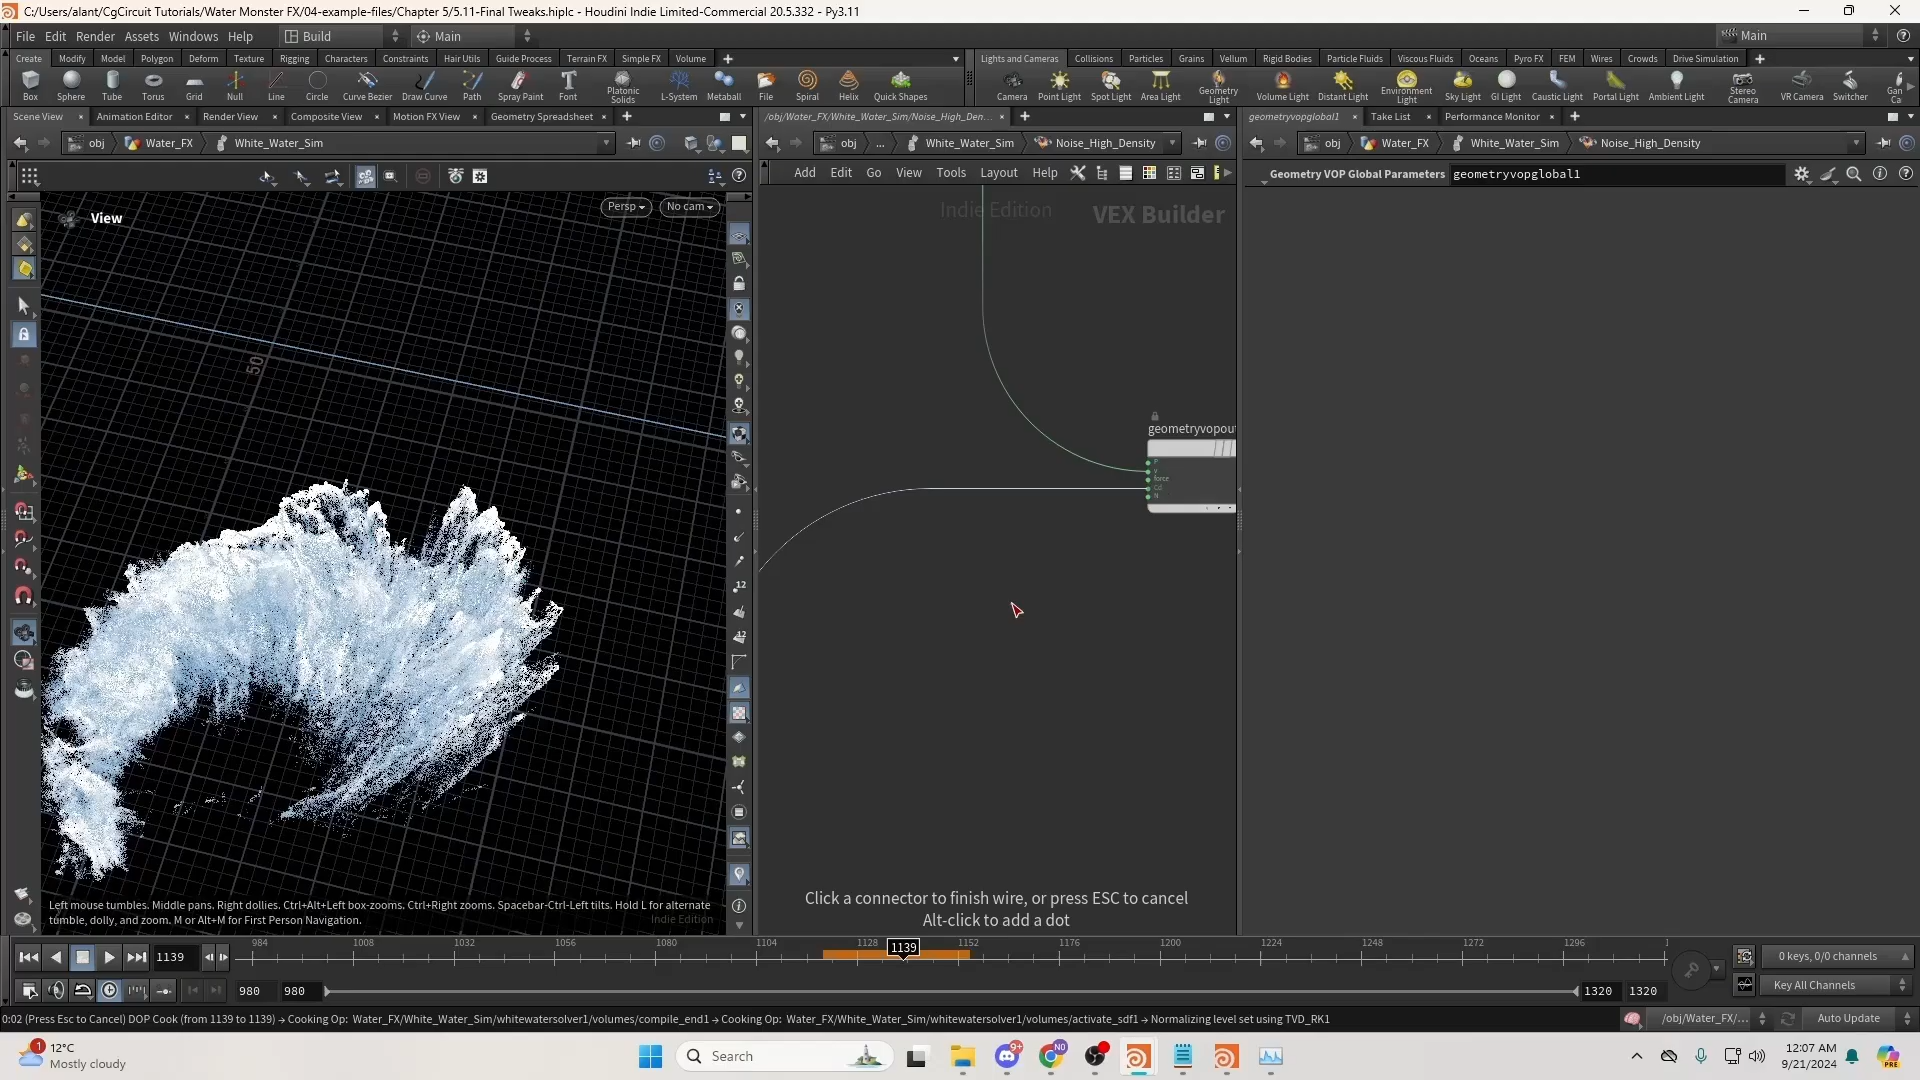 C:/Users/alant/CgCircuit Tutorials/Water Monster FX/04-example-files/Chapter 5/5.11-Final Tweaks.hiplc - Houdini Indie Limited-Commercial 20.5.332 - Py3.11
File Edit Render Assets Windows Help Build Main Main
Create Modify Model Polygon Deform Texture Rigging Characters Constraints Hair Utils Guide Process Terrain FX Simple FX Volume
Lights and Cameras Collisions Particles Grains Vellum Rigid Bodies Particle Fluids Viscous Fluids Oceans Pyro FX FEM Wires Crowds Drive Simulation
Box Sphere Tube Torus Grid Null Line Circle Curve Bezier Draw Curve Path Spray Paint Font Platonic Solids L-System Metaball File Spiral Helix Quick Shapes
Camera Point Light Spot Light Area Light Geometry Light Volume Light Distant Light Environment Light Sky Light GI Light Caustic Light Portal Light Ambient Light Stereo Camera VR Camera Switcher Gan Ca
Scene View Animation Editor Render View Composite View Motion FX View Geometry Spreadsheet
/obj/Water_FX/White_Water_Sim/Noise_High_Den...
geometryvopglobal1 Take List Performance Monitor
obj Water_FX White_Water_Sim
obj ... White_Water_Sim Noise_High_Density
obj Water_FX White_Water_Sim Noise_High_Density
Add Edit Go View Tools Layout Help
Geometry VOP Global Parameters geometryvopglobal1
View
Persp No cam
Indie Edition VEX Builder
50
geometryvopout
P
v
force
Cd
N
12
12
Click a connector to finish wire, or press ESC to cancel
Alt-click to add a dot
Left mouse tumbles. Middle pans. Right dollies. Ctrl+Alt+Left box-zooms. Ctrl+Right zooms. Spacebar-Ctrl-Left tilts. Hold L for alternate
tumble, dolly, and zoom. M or Alt+M for First Person Navigation.
Indie Edition
984 1008 1032 1056 1080 1104 1128 1152 1176 1200 1224 1248 1272 1296 1
1139
1139
0 keys, 0/0 channels
980 980 1320 1320
Key All Channels
0:02 (Press Esc to Cancel) DOP Cook (from 1139 to 1139) → Cooking Op: Water_FX/White_Water_Sim/whitewatersolver1/volumes/compile_end1 → Cooking Op: Water_FX/White_Water_Sim/whitewatersolver1/volumes/activate_sdf1 → Normalizing level set using TVD_RK1
/obj/Water_FX/... Auto Update
1
12°C
Mostly cloudy
Search
9+
NO
12:07 AM
9/21/2024
PRE